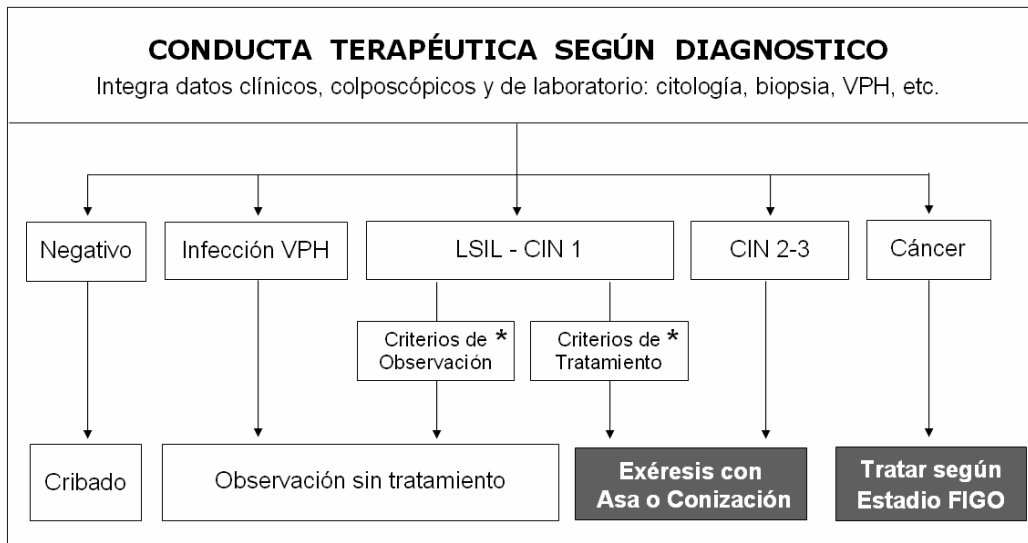 CONDUCTA TERAPÉUTICA SEGÚN DIAGNOSTICO
Integra datos clínicos, colposcópicos y de laboratorio: citología, biopsia, VPH, etc.
Negativo
Infección VPH
LSIL - CIN 1
CIN 2-3
Cáncer
Criterios de *
Observación
Criterios de *
Tratamiento
Cribado
Observación sin tratamiento
Exéresis con
Asa o Conización
Tratar según
Estadio FIGO